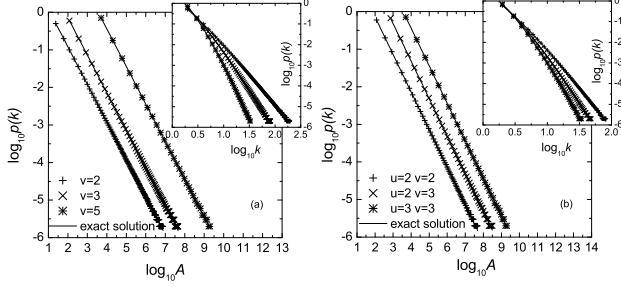 0
-1
-2
-3
-4
-5
-6
log10p(k)
1 2 3 4 5 6 7 8 9 10 11 12 13
log10A
v=2
v=3
v=5
exact solution
(a)
0
-1
-2
-3
-4
-5
-6
log10p(k)
0.0 0.5 1.0 1.5 2.0 2.5
log10k
0
-1
-2
-3
-4
-5
-6
log10p(k)
1 2 3 4 5 6 7 8 9 10 11 12 13 14
log10A
u=2 v=2
u=2 v=3
u=3 v=3
exact solution
(b)
0
-1
-2
-3
-4
-5
-6
log10p(k)
0.0 0.5 1.0 1.5 2.0
log10k